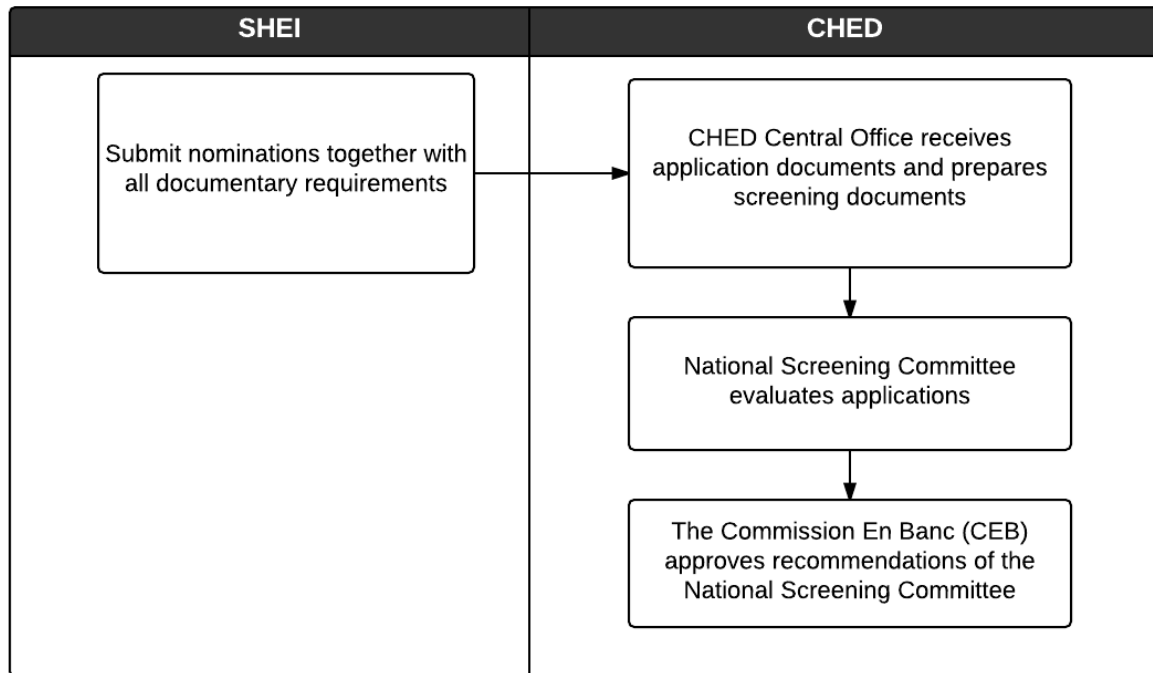 SHEI
CHED
Submit nominations together with
all documentary requirements
CHED Central Office receives
application documents and prepares
screening documents
National Screening Committee
evaluates applications
The Commission En Banc (CEB)
approves recommendations of the
National Screening Committee